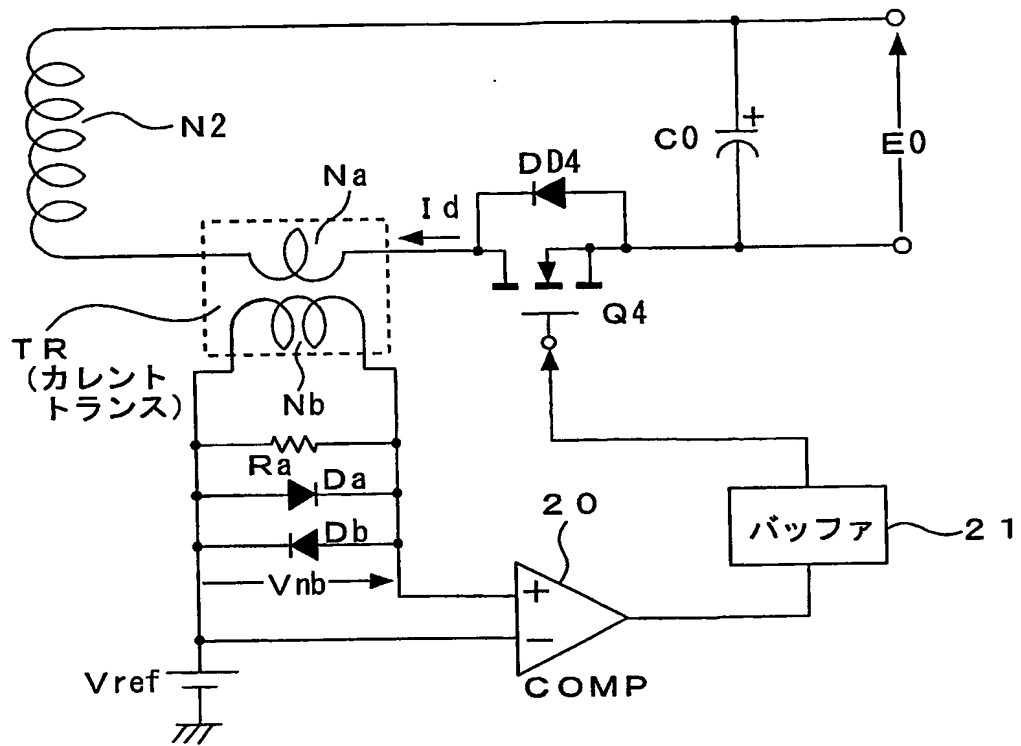 N2
Na
Id
DD4
C0
+
E0
Q4
TR
(カレント
トランス)
Nb
Ra
Da
Db
Vnb
20
バッファ
21
+
−
COMP
Vref